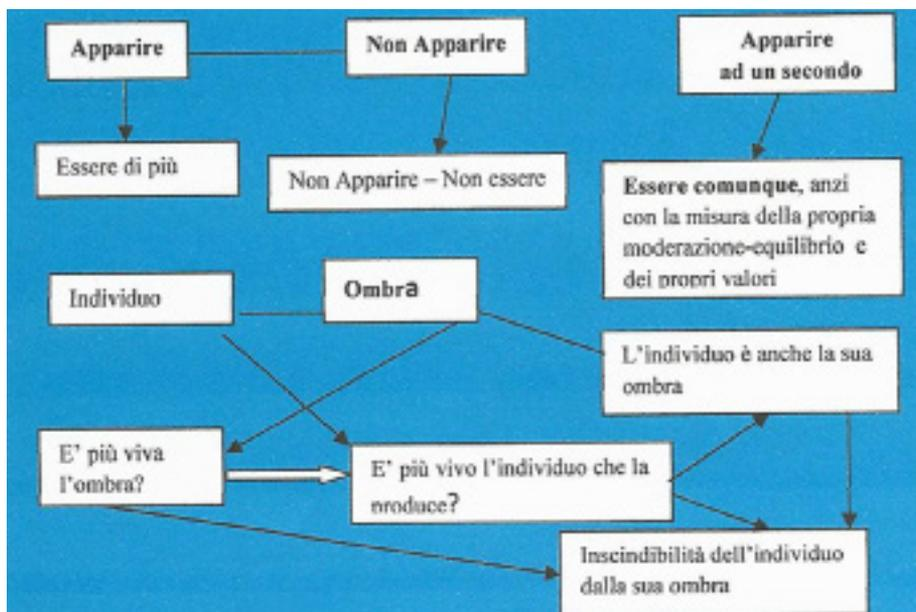 Apparire
Non Apparire
Apparire
ad un secondo
Essere di più
Non Apparire – Non essere
Essere comunque, anzi
con la misura della propria
moderazione-equilibrio e
dei propri valori
Individuo
Ombra
L'individuo è anche la sua
ombra
E' più viva
l'ombra?
E' più vivo l'individuo che la
produce?
Inscindibilità dell'individuo
dalla sua ombra